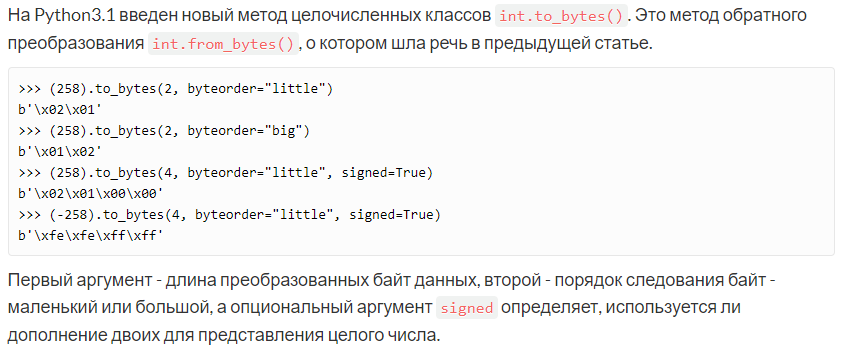 На Python3.1 введен новый метод целочисленных классов int.to_bytes(). Это метод обратного
преобразования int.from_bytes(), о котором шла речь в предыдущей статье.
>>> (258).to_bytes(2, byteorder="little")
b'\x02\x01'
>>> (258).to_bytes(2, byteorder="big")
b'\x01\x02'
>>> (258).to_bytes(4, byteorder="little", signed=True)
b'\x02\x01\x00\x00'
>>> (-258).to_bytes(4, byteorder="little", signed=True)
b'\xfe\xfe\xff\xff'
Первый аргумент - длина преобразованных байт данных, второй - порядок следования байт -
маленький или большой, а опциональный аргумент signed определяет, используется ли
дополнение двоих для представления целого числа.